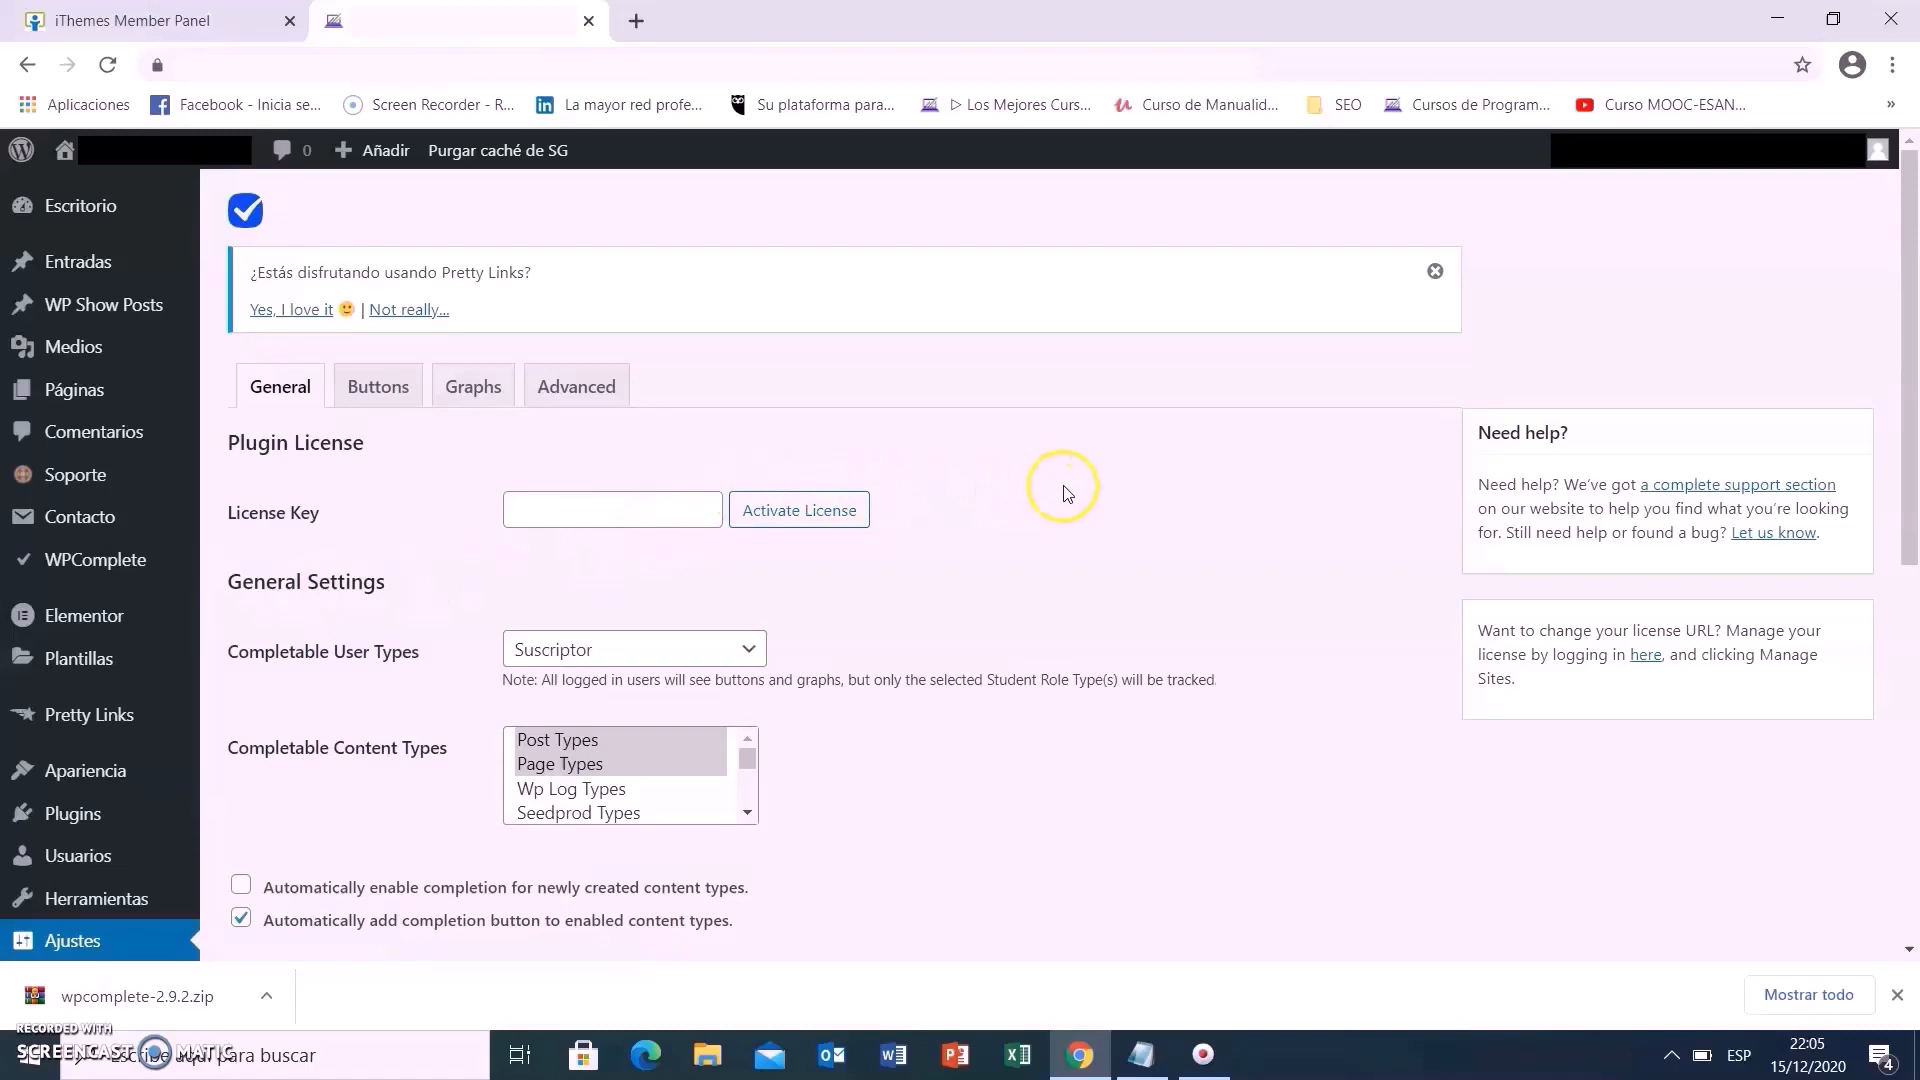 iThemes Member Panel
Aplicaciones
Facebook - Inicia se...
Screen Recorder - R...
La mayor red profe...
Su plataforma para...
▷ Los Mejores Curs...
Curso de Manualid...
SEO
Cursos de Program...
Curso MOOC-ESAN...
»
0
Añadir
Purgar caché de SG
Escritorio
Entradas
WP Show Posts
Medios
Páginas
Comentarios
Soporte
Contacto
WPComplete
Elementor
Plantillas
Pretty Links
Apariencia
Plugins
Usuarios
Herramientas
Ajustes
¿Estás disfrutando usando Pretty Links?
Yes, I love it 🙂 | Not really...
General
Buttons
Graphs
Advanced
Plugin License
License Key
Activate License
General Settings
Completable User Types
Suscriptor
Note: All logged in users will see buttons and graphs, but only the selected Student Role Type(s) will be tracked.
Completable Content Types
Post Types
Page Types
Wp Log Types
Seedprod Types
Automatically enable completion for newly created content types.
Automatically add completion button to enabled content types.
Need help?
Need help? We've got a complete support section
on our website to help you find what you're looking
for. Still need help or found a bug? Let us know.
Want to change your license URL? Manage your
license by logging in here, and clicking Manage
Sites.
wpcomplete-2.9.2.zip
Mostrar todo
RECORDED WITH
SCREENCAST MATIC
Escribe aquí para buscar
ESP
22:05
15/12/2020
4